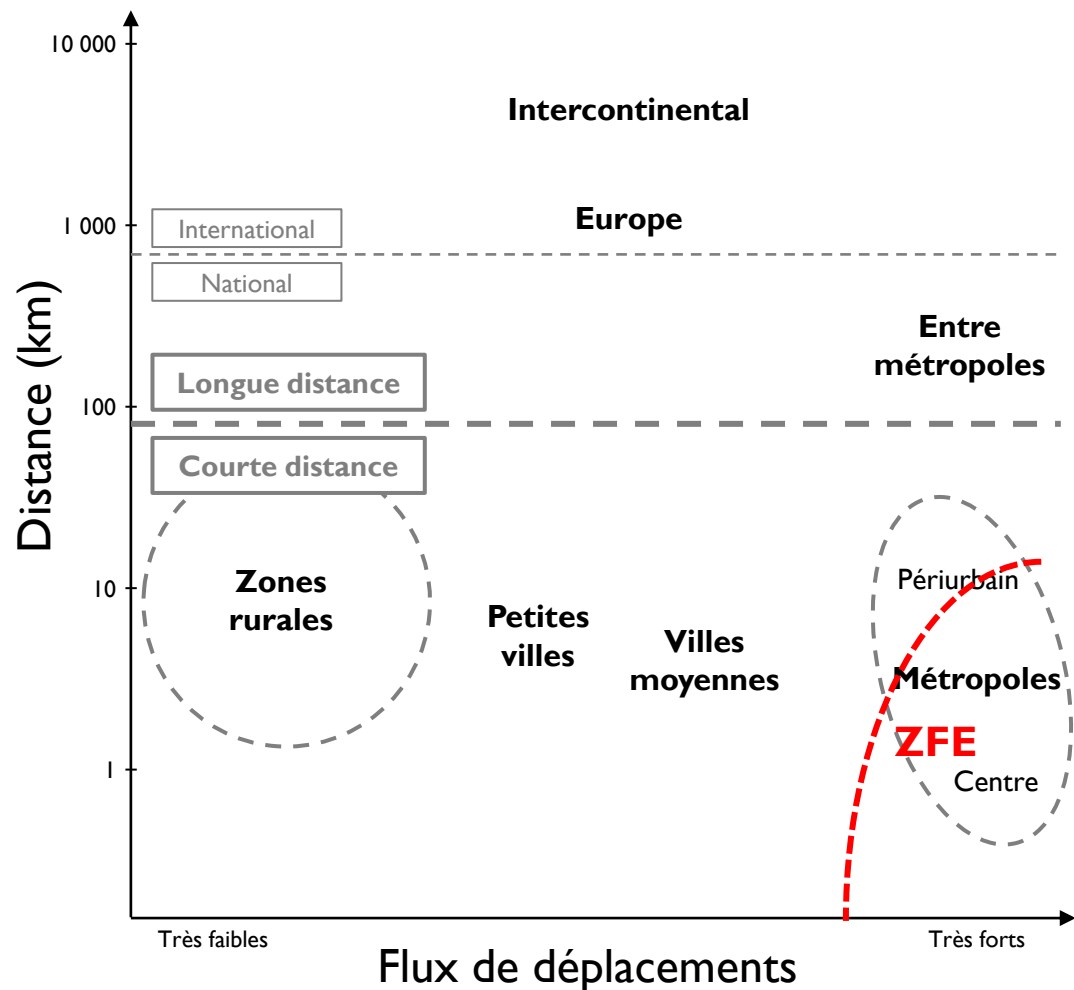 10 000
Intercontinental
1 000
International
Europe
National
Entre
métropoles
Longue distance
100
Courte distance
Distance (km)
Périurbain
10
Zones
rurales
Petites
villes
Villes
moyennes
Métropoles
ZFE
1
Centre
Très faibles
Très forts
Flux de déplacements